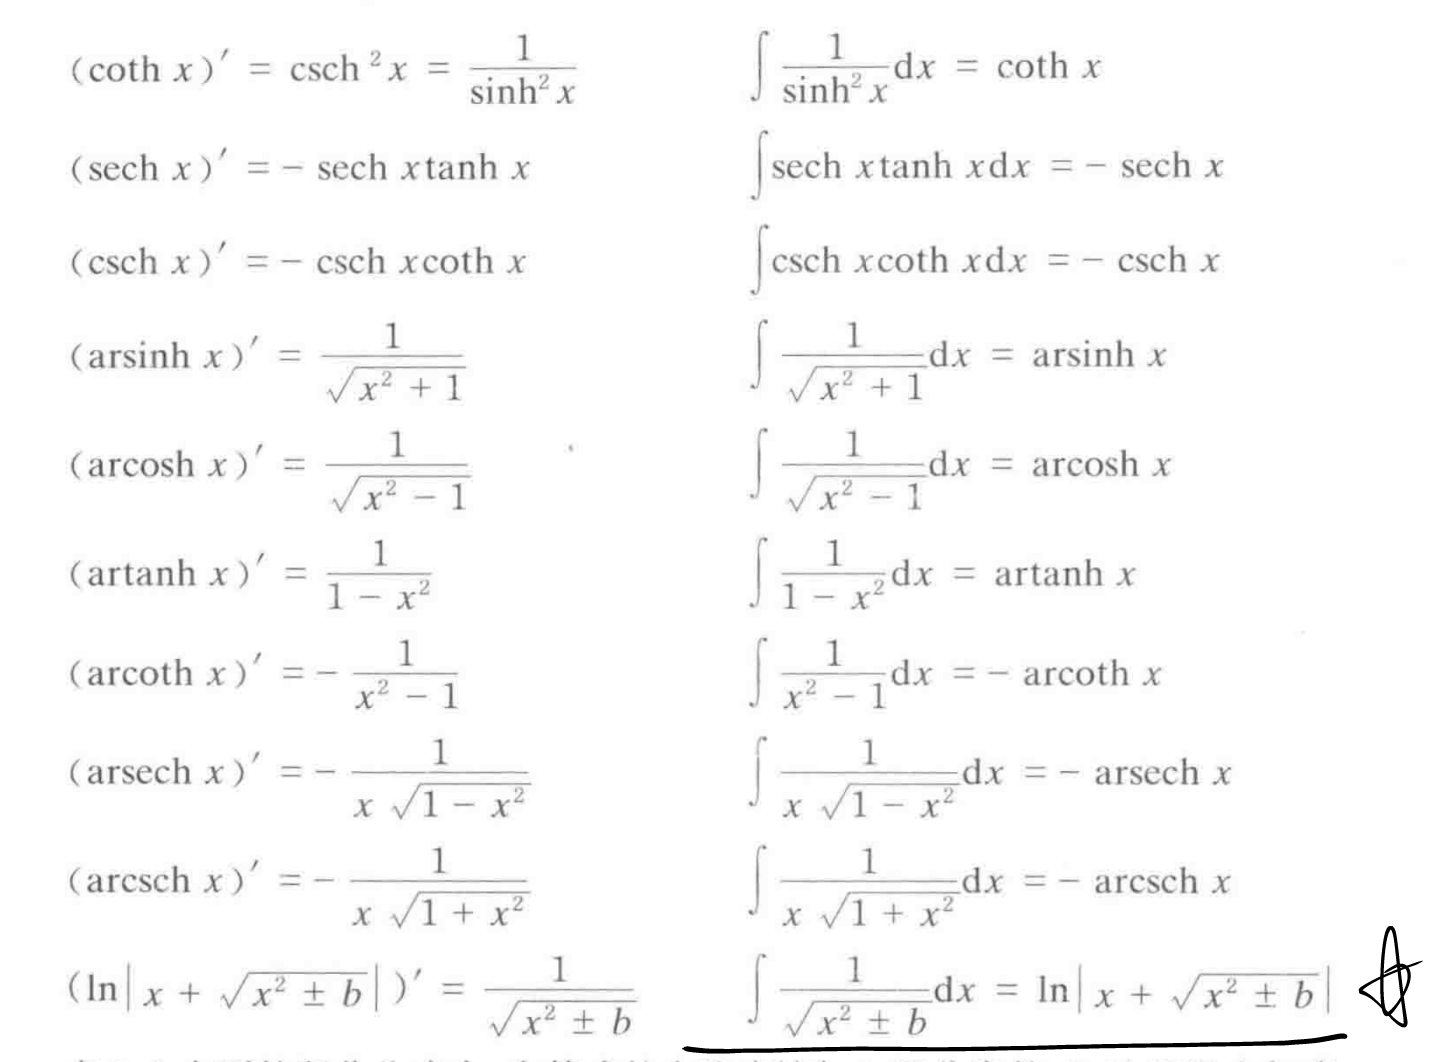 (coth x)′ = csch ²x = 1/sinh² x    ∫ 1/sinh² x dx = coth x
(sech x)′ = − sech x tanh x    ∫ sech x tanh x dx = − sech x
(csch x)′ = − csch x coth x    ∫ csch x coth x dx = − csch x
(arsinh x)′ = 1/√(x² + 1)    ∫ 1/√(x² + 1) dx = arsinh x
(arcosh x)′ = 1/√(x² − 1)    ∫ 1/√(x² − 1) dx = arcosh x
(artanh x)′ = 1/(1 − x²)    ∫ 1/(1 − x²) dx = artanh x
(arcoth x)′ = − 1/(x² − 1)    ∫ 1/(x² − 1) dx = − arcoth x
(arsech x)′ = − 1/(x √(1 − x²))    ∫ 1/(x √(1 − x²)) dx = − arsech x
(arcsch x)′ = − 1/(x √(1 + x²))    ∫ 1/(x √(1 + x²)) dx = − arcsch x
(ln|x + √(x² ± b)|)′ = 1/√(x² ± b)    ∫ 1/√(x² ± b) dx = ln|x + √(x² ± b)|